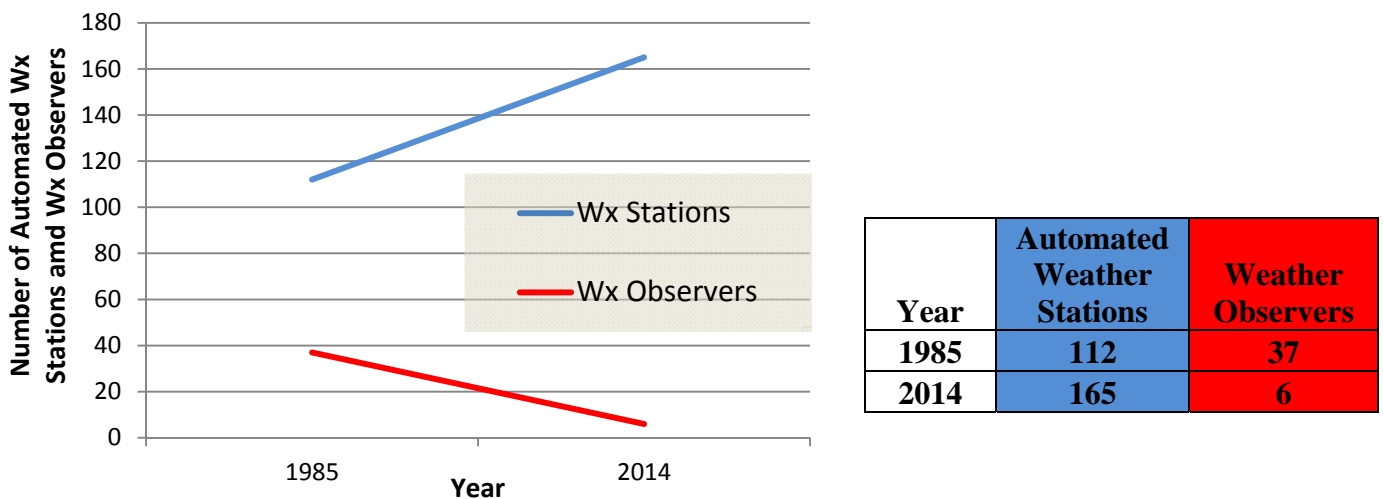 Number of Automated Wx
Stations amd Wx Observers
180
160
140
120
100
80
60
40
20
0
Wx Stations
Wx Observers
1985
2014
Year
Year
Automated
Weather
Stations
Weather
Observers
1985 112 37
2014 165 6